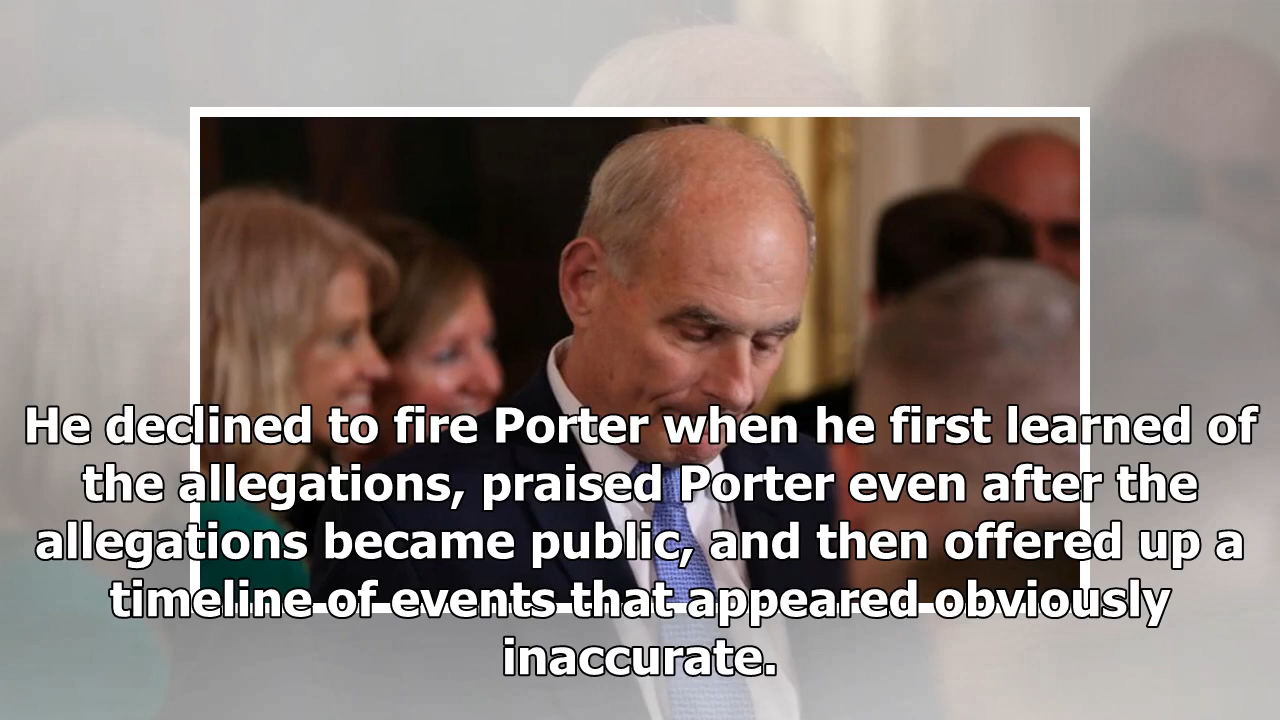 He declined to fire Porter when he first learned of
the allegations, praised Porter even after the
allegations became public, and then offered up a
timeline of events that appeared obviously
inaccurate.